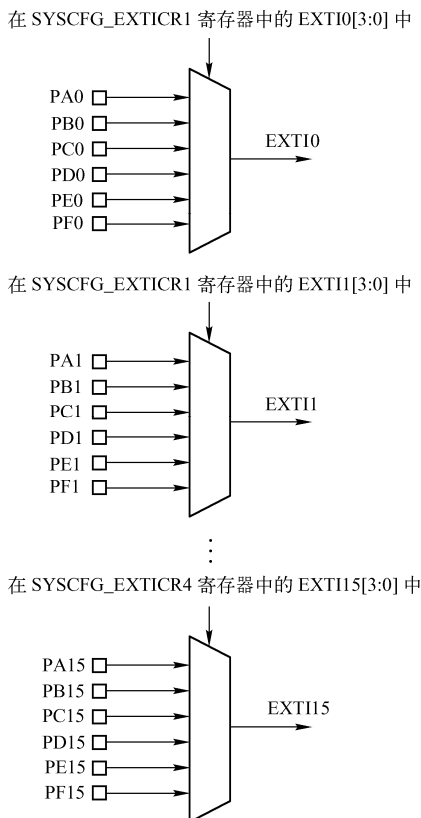 在 SYSCFG_EXTICR1 寄存器中的 EXTI0[3:0] 中
PA0
PB0
PC0
PD0
PE0
PF0
EXTI0
在 SYSCFG_EXTICR1 寄存器中的 EXTI1[3:0] 中
PA1
PB1
PC1
PD1
PE1
PF1
EXTI1
⋮
在 SYSCFG_EXTICR4 寄存器中的 EXTI15[3:0] 中
PA15
PB15
PC15
PD15
PE15
PF15
EXTI15